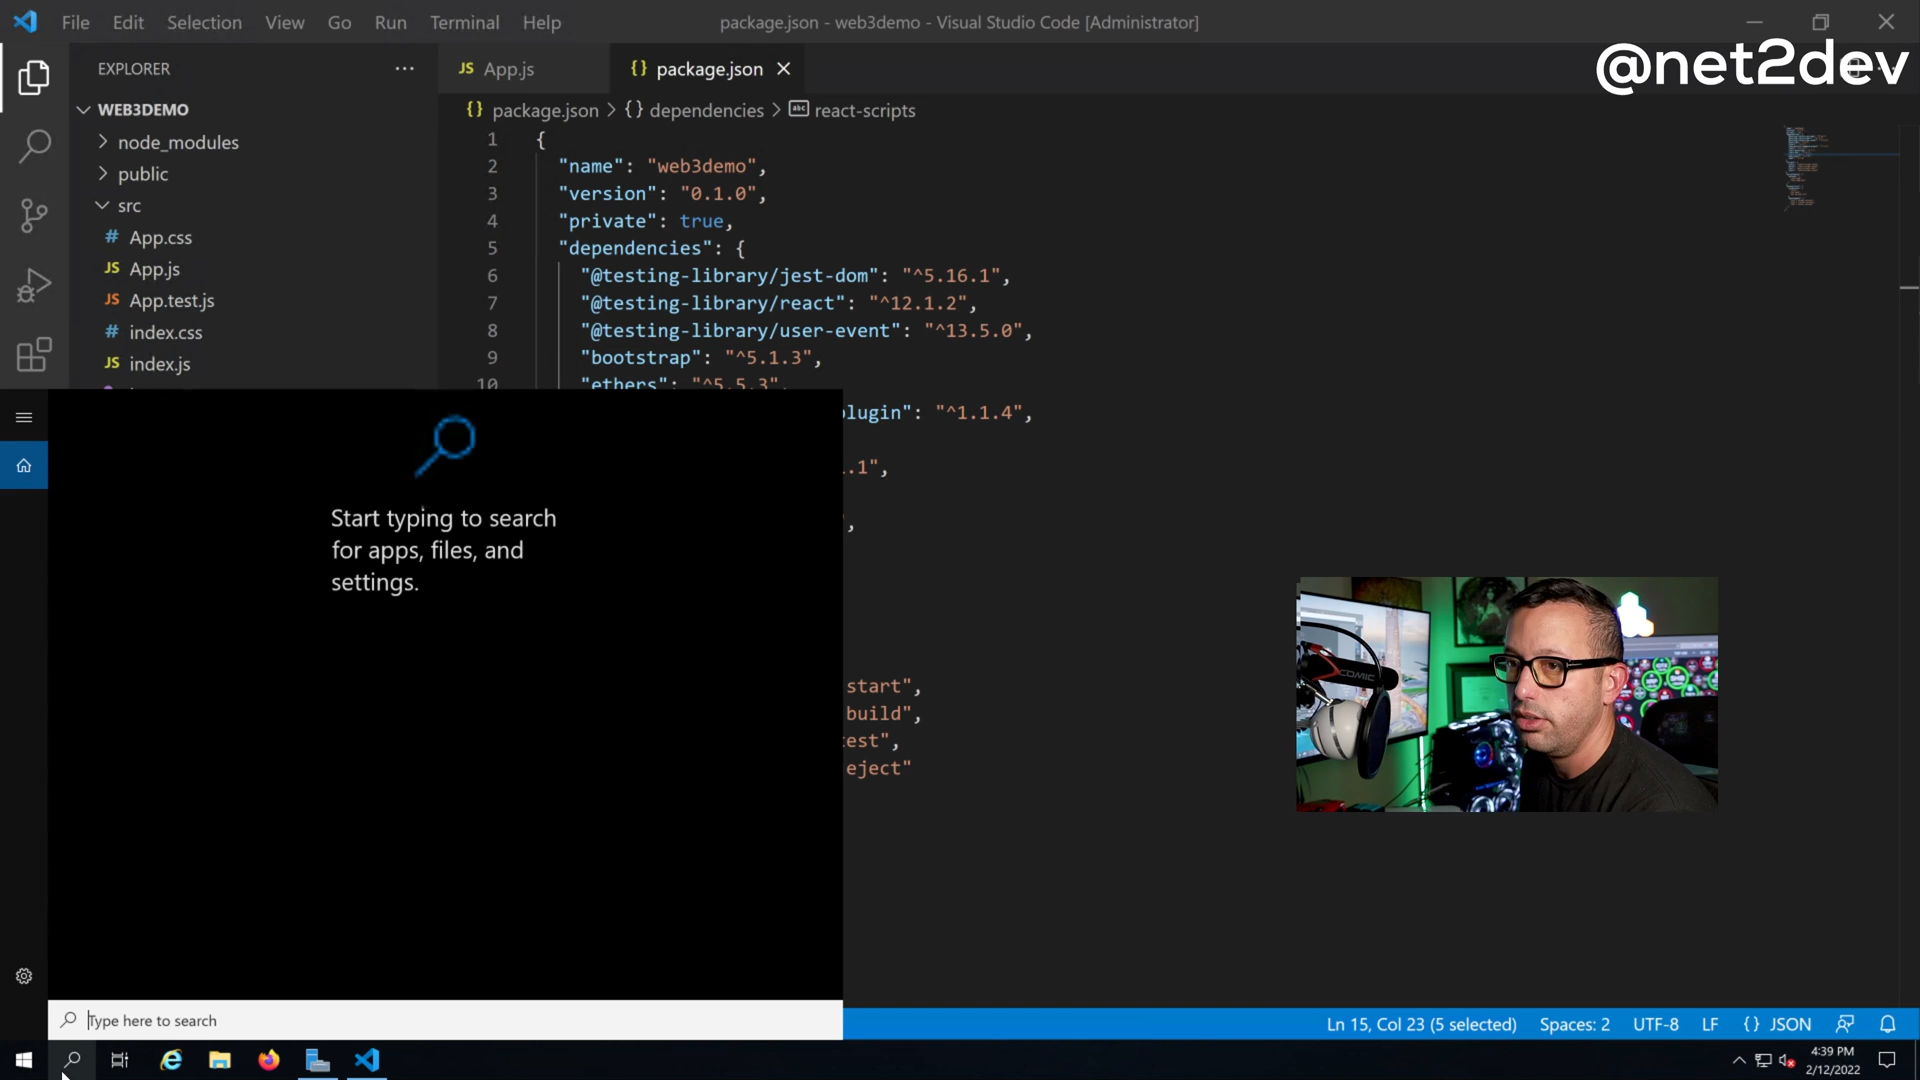 File Edit Selection View Go Run Terminal Help
package.json - web3demo - Visual Studio Code [Administrator]
@net2dev
EXPLORER
JS App.js
{} package.json
{} package.json > {} dependencies > abc react-scripts
WEB3DEMO
node_modules
public
src
# App.css
JS App.js
JS App.test.js
# index.css
JS index.js
1 {
2 "name": "web3demo",
3 "version": "0.1.0",
4 "private": true,
5 "dependencies": {
6 "@testing-library/jest-dom": "^5.16.1",
7 "@testing-library/react": "^12.1.2",
8 "@testing-library/user-event": "^13.5.0",
9 "bootstrap": "^5.1.3",
10 "ethers": "^5.5.3",
plugin": "^1.1.4",
.1",
",
start",
build",
test",
eject"
Start typing to search
for apps, files, and
settings.
Type here to search
Ln 15, Col 23 (5 selected) Spaces: 2 UTF-8 LF {} JSON
4:39 PM
2/12/2022